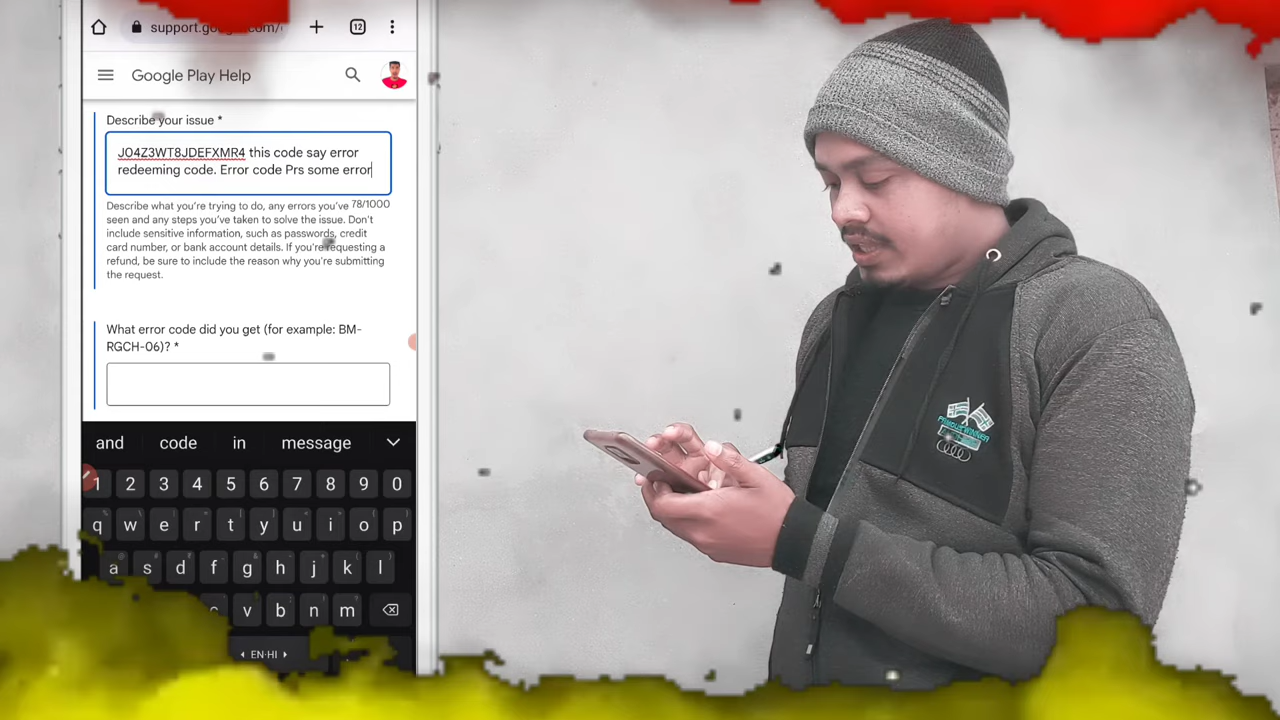 support.go
12
Google Play Help
Describe your issue *
J04Z3WT8JDEFXMR4 this code say error
redeeming code. Error code Prs some error
Describe what you're trying to do, any errors you've 78/1000
seen and any steps you've taken to solve the issue. Don't
include sensitive information, such as passwords, credit
card number, or bank account details. If you're requesting a
refund, be sure to include the reason why you're submitting
the request.
What error code did you get (for example: BM-
RGCH-06)? *
and code in message
1 2 3 4 5 6 7 8 9 0
q w e r t y u i o p
a s d f g h j k l
c v b n m
EN·HI
FAMOUS WINNER